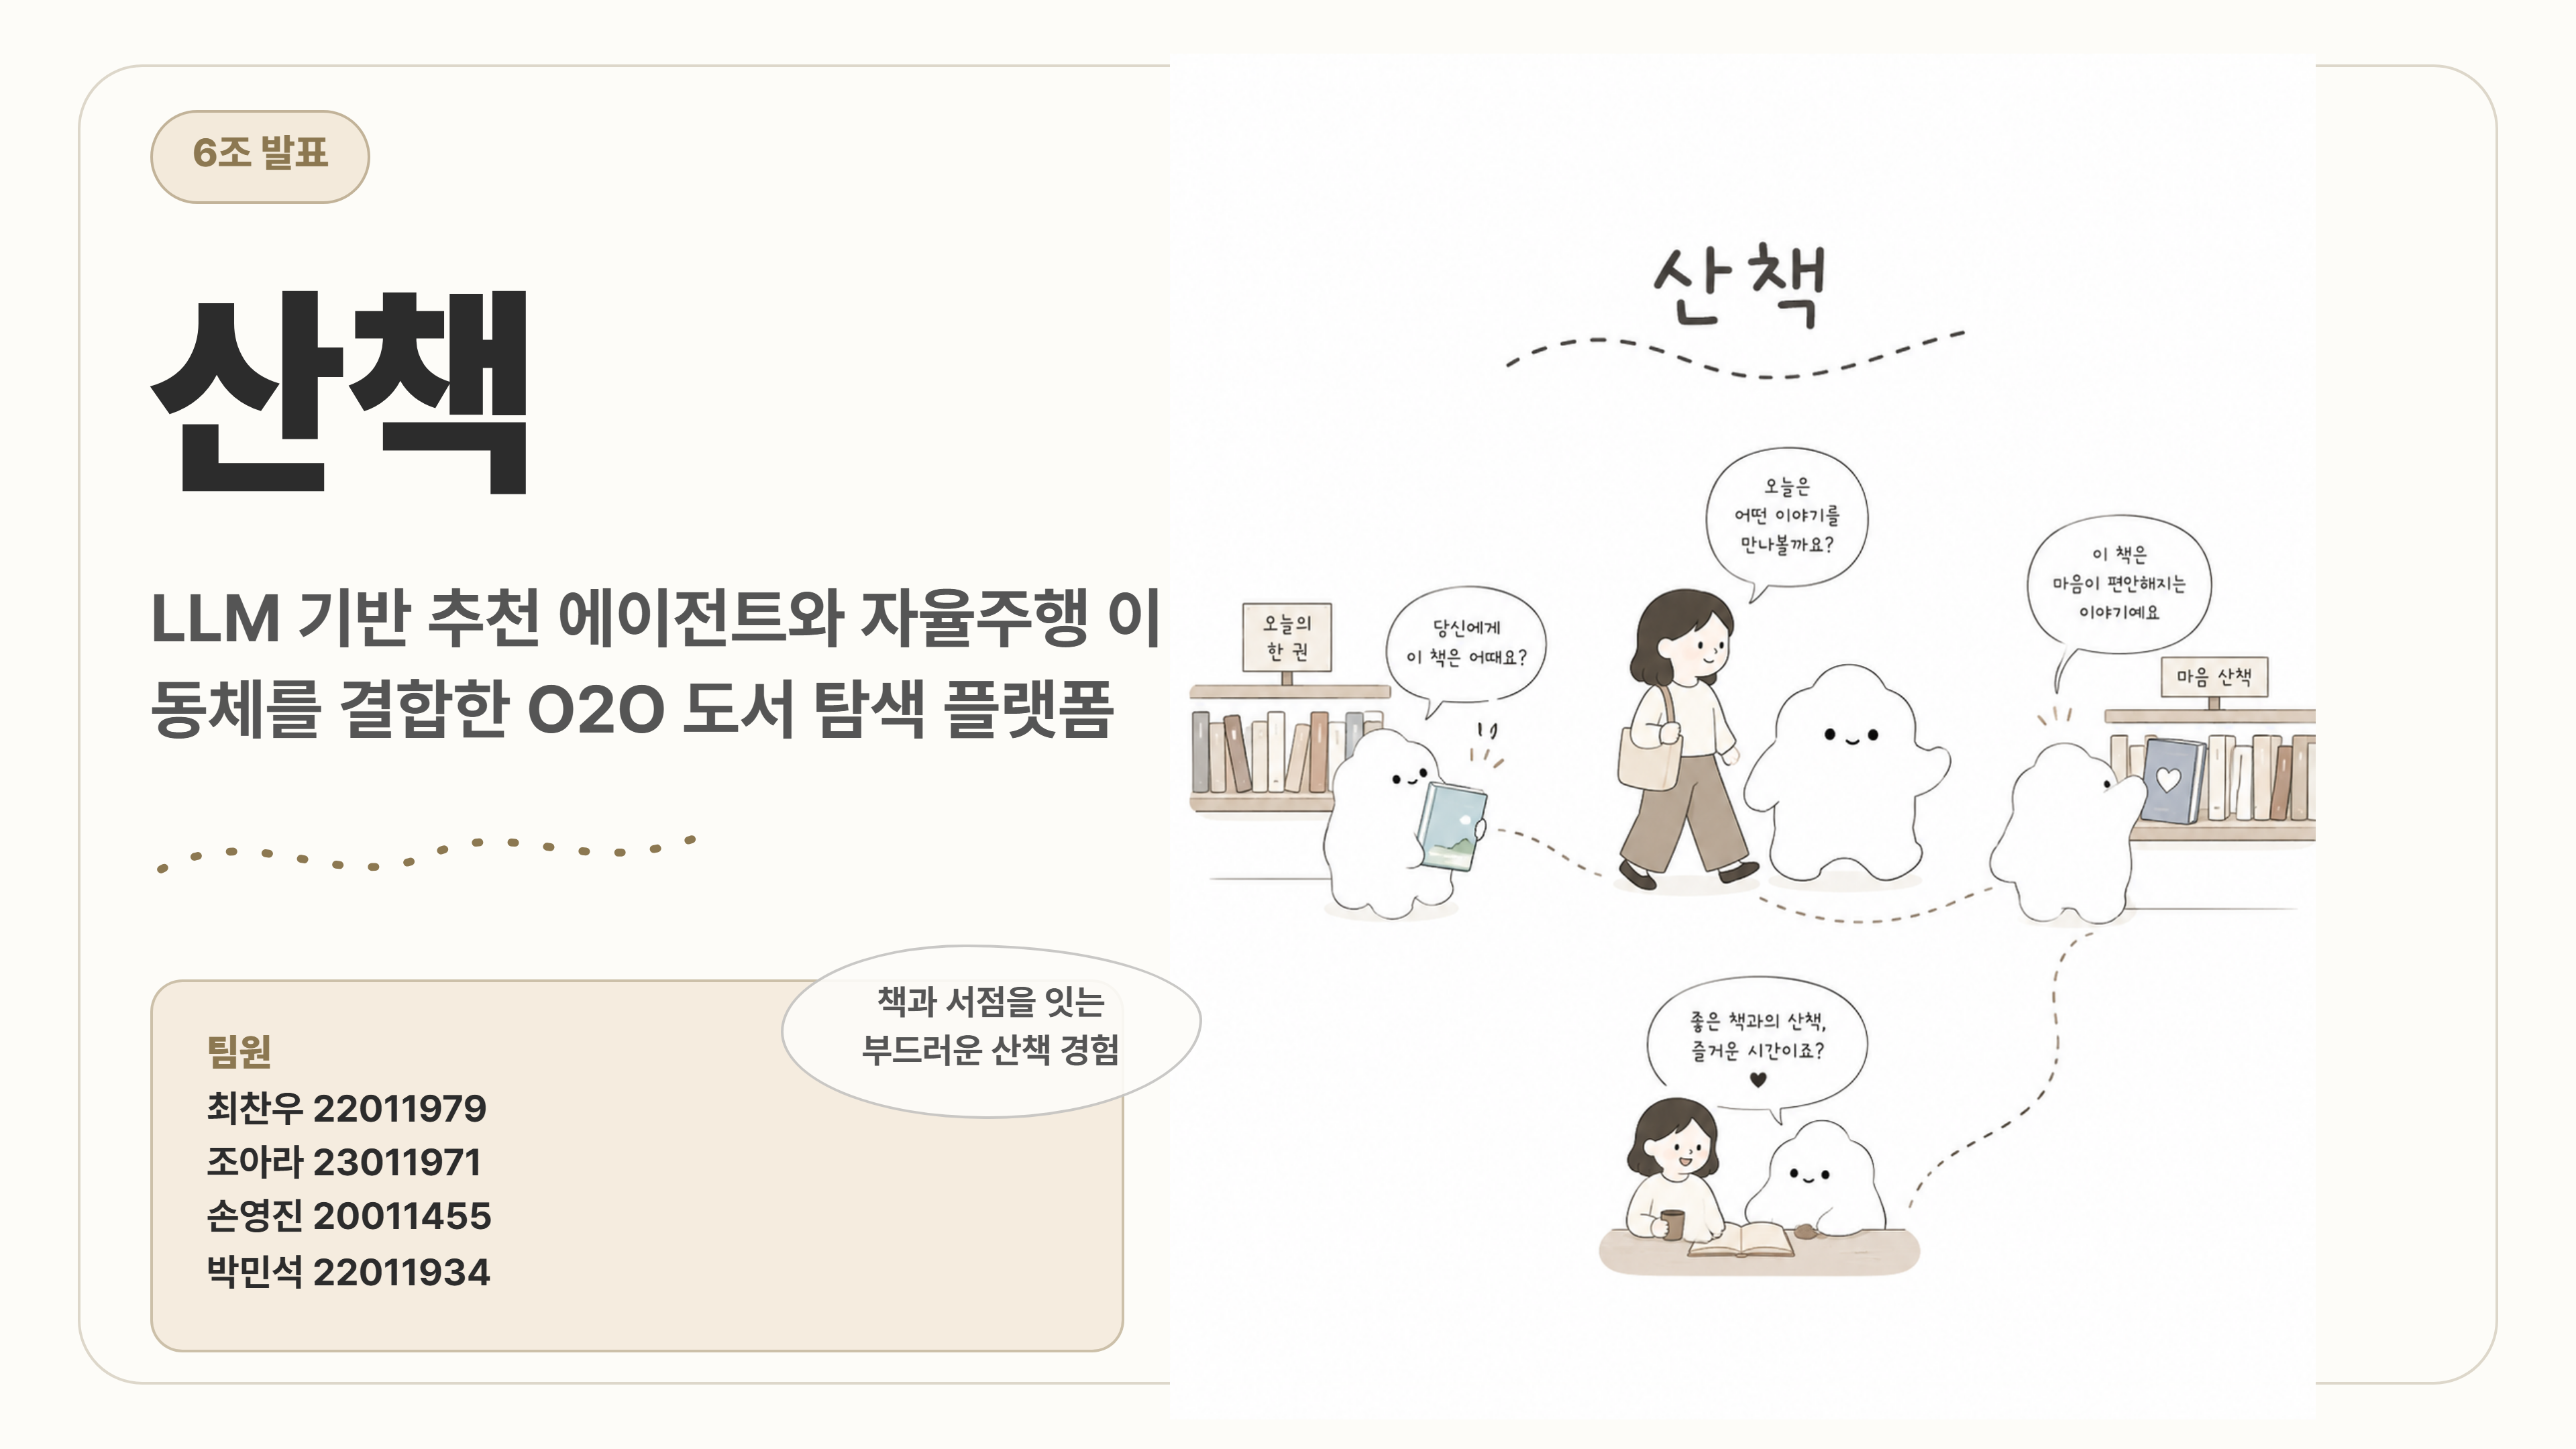 6조 발표
산책
LLM 기반 추천 에이전트와 자율주행 이
동체를 결합한 O2O 도서 탐색 플랫폼
책과 서점을 잇는
부드러운 산책 경험
팀원
최찬우 22011979
조아라 23011971
손영진 20011455
박민석 22011934
산책
오늘은
어떤 이야기를
만나볼까요?
오늘의
한 권
당신에게
이 책은 어때요?
이 책은
마음이 편안해지는
이야기예요
마음 산책
좋은 책과의 산책,
즐거운 시간이죠?